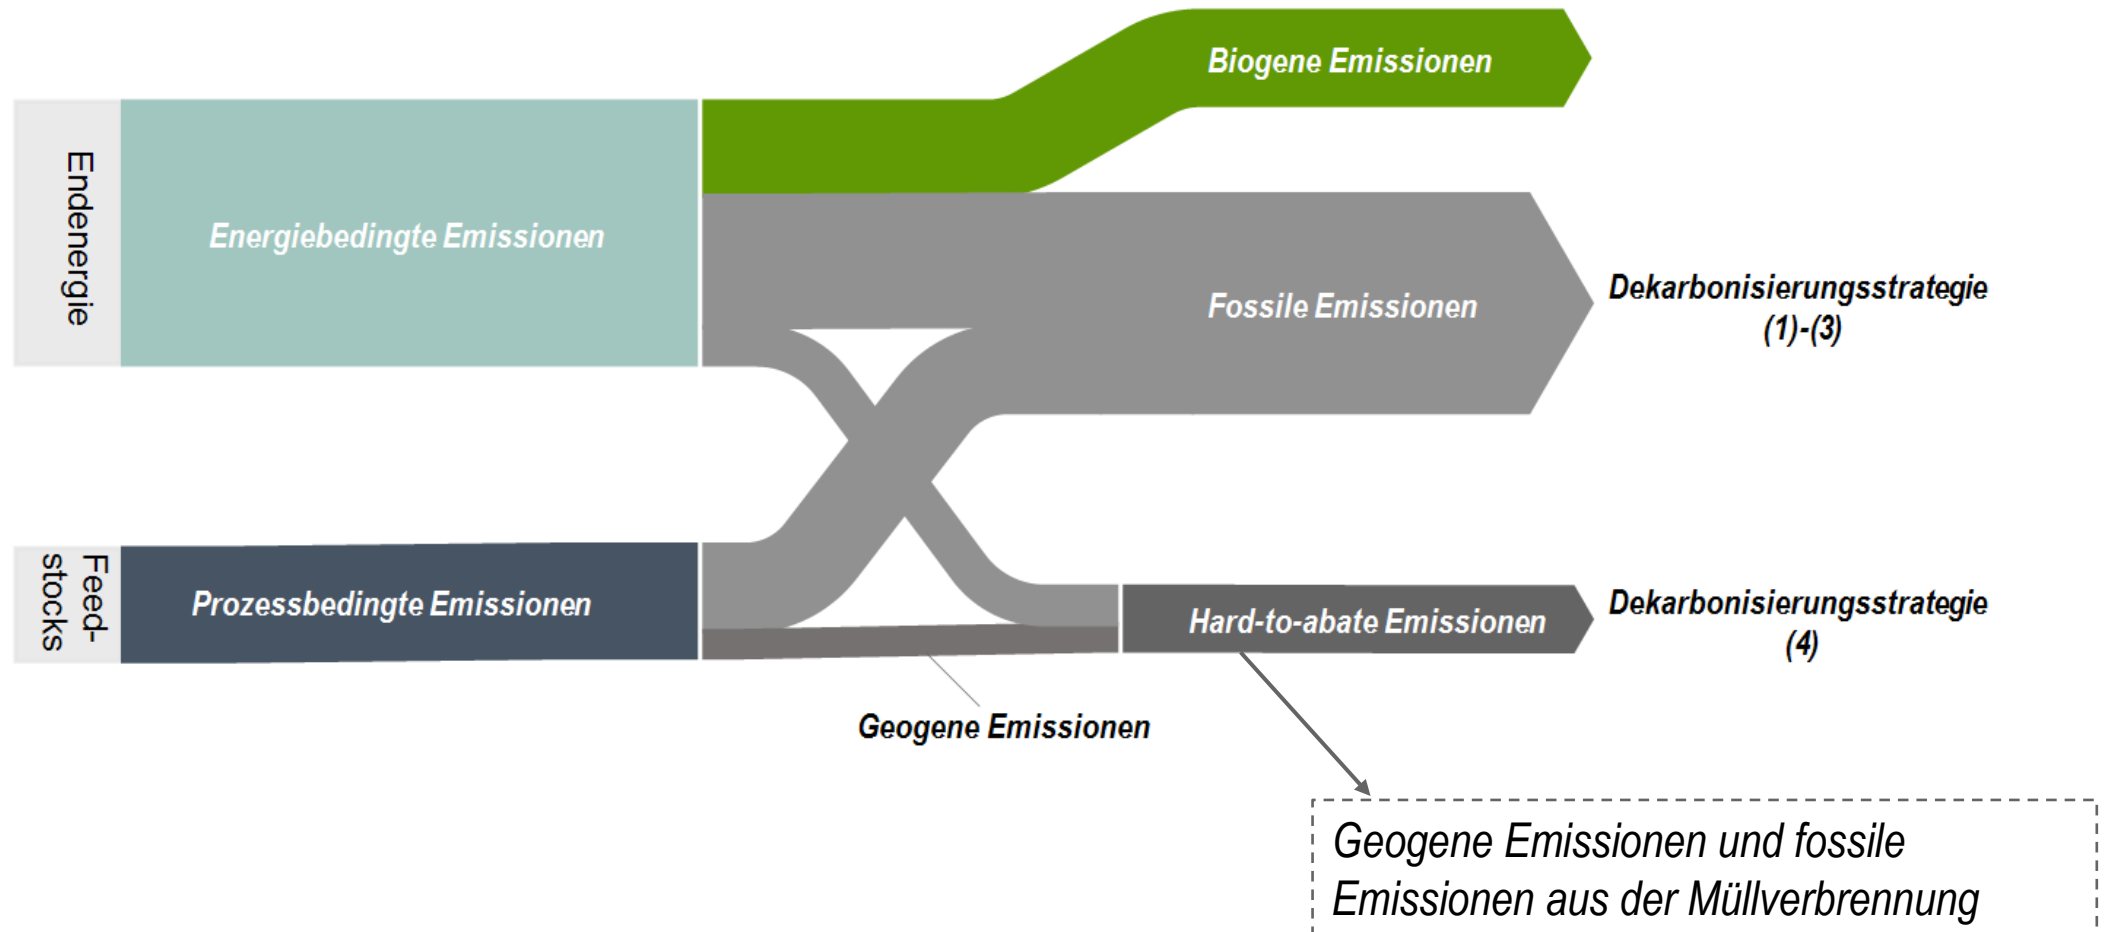 Biogene Emissionen
Endenergie
Energiebedingte Emissionen
Fossile Emissionen
Dekarbonisierungsstrategie
(1)-(3)
Feed-
stocks
Prozessbedingte Emissionen
Hard-to-abate Emissionen
Dekarbonisierungsstrategie
(4)
Geogene Emissionen
Geogene Emissionen und fossile
Emissionen aus der Müllverbrennung